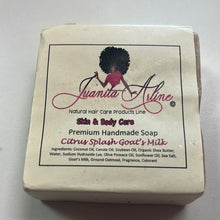 Juanita Arline
®
Natural Hair Care Products Line
Skin & Body Care
Premium Handmade Soap
Citrus Splash Goat's Milk
Ingredients: Coconut Oil, Canola Oil, Soybean Oil, Organic Shea Butter,
Water, Sodium Hydroxide Lye, Olive Pomace Oil, Sunflower Oil, Sea Salt,
Goat's Milk, Ground Oatmeal, Fragrance, Colorant